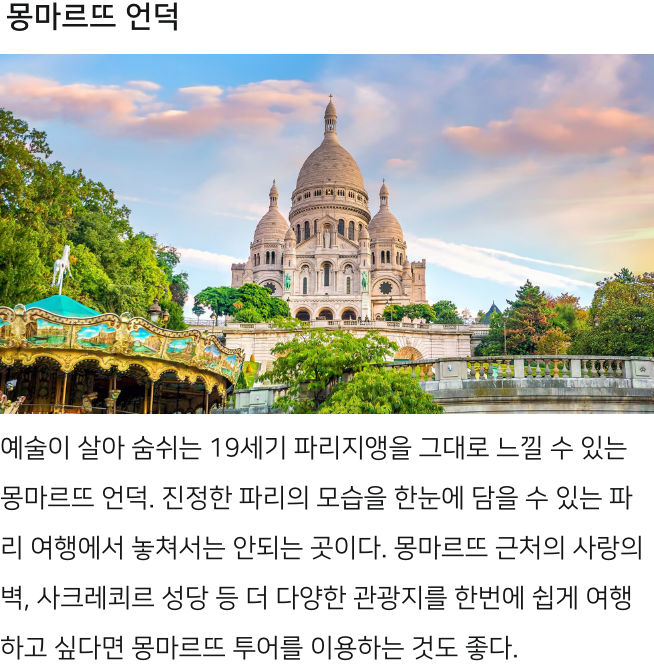 몽마르뜨 언덕
예술이 살아 숨쉬는 19세기 파리지앵을 그대로 느낄 수 있는
몽마르뜨 언덕. 진정한 파리의 모습을 한눈에 담을 수 있는 파
리 여행에서 놓쳐서는 안되는 곳이다. 몽마르뜨 근처의 사랑의
벽, 사크레쾨르 성당 등 더 다양한 관광지를 한번에 쉽게 여행
하고 싶다면 몽마르뜨 투어를 이용하는 것도 좋다.